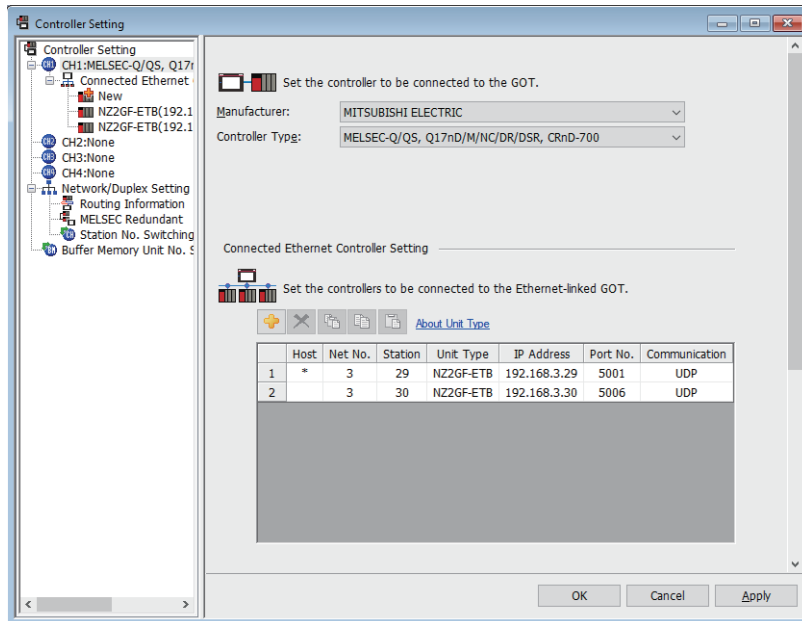 Controller Setting
Controller Setting
CH1:MELSEC-Q/QS, Q17n
Connected Ethernet
New
NZ2GF-ETB(192.1
NZ2GF-ETB(192.1
CH2:None
CH3:None
CH4:None
Network/Duplex Setting
Routing Information
MELSEC Redundant
Station No. Switching
Buffer Memory Unit No. S
Set the controller to be connected to the GOT.
Manufacturer: MITSUBISHI ELECTRIC
Controller Type: MELSEC-Q/QS, Q17nD/M/NC/DR/DSR, CRnD-700
Connected Ethernet Controller Setting
Set the controllers to be connected to the Ethernet-linked GOT.
About Unit Type
Host Net No. Station Unit Type IP Address Port No. Communication
1 * 3 29 NZ2GF-ETB 192.168.3.29 5001 UDP
2 3 30 NZ2GF-ETB 192.168.3.30 5006 UDP
OK Cancel Apply